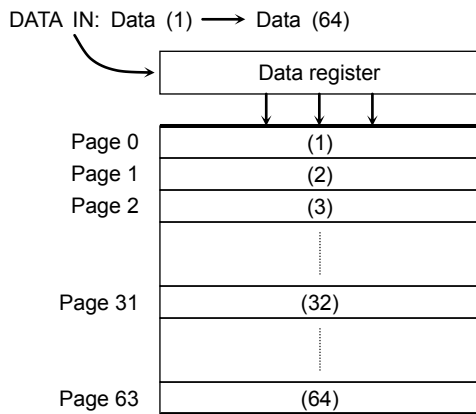 DATA IN: Data (1) Data (64)
Data register
Page 0 (1)
Page 1 (2)
Page 2 (3)
Page 31 (32)
Page 63 (64)